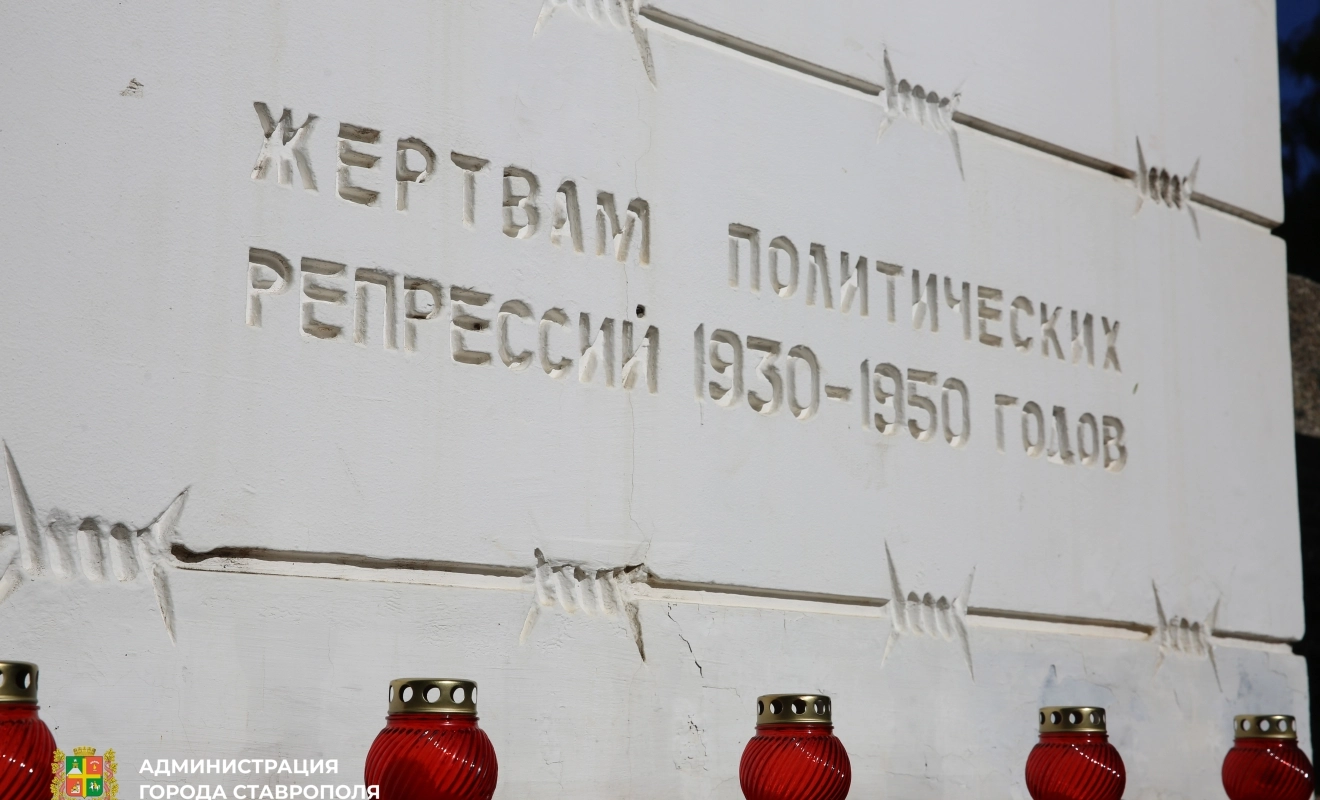 ЖЕРТВАМ ПОЛИТИЧЕСКИХ
РЕПРЕССИЙ 1930-1950 ГОДОВ
АДМИНИСТРАЦИЯ
ГОРОДА СТАВРОПОЛЯ